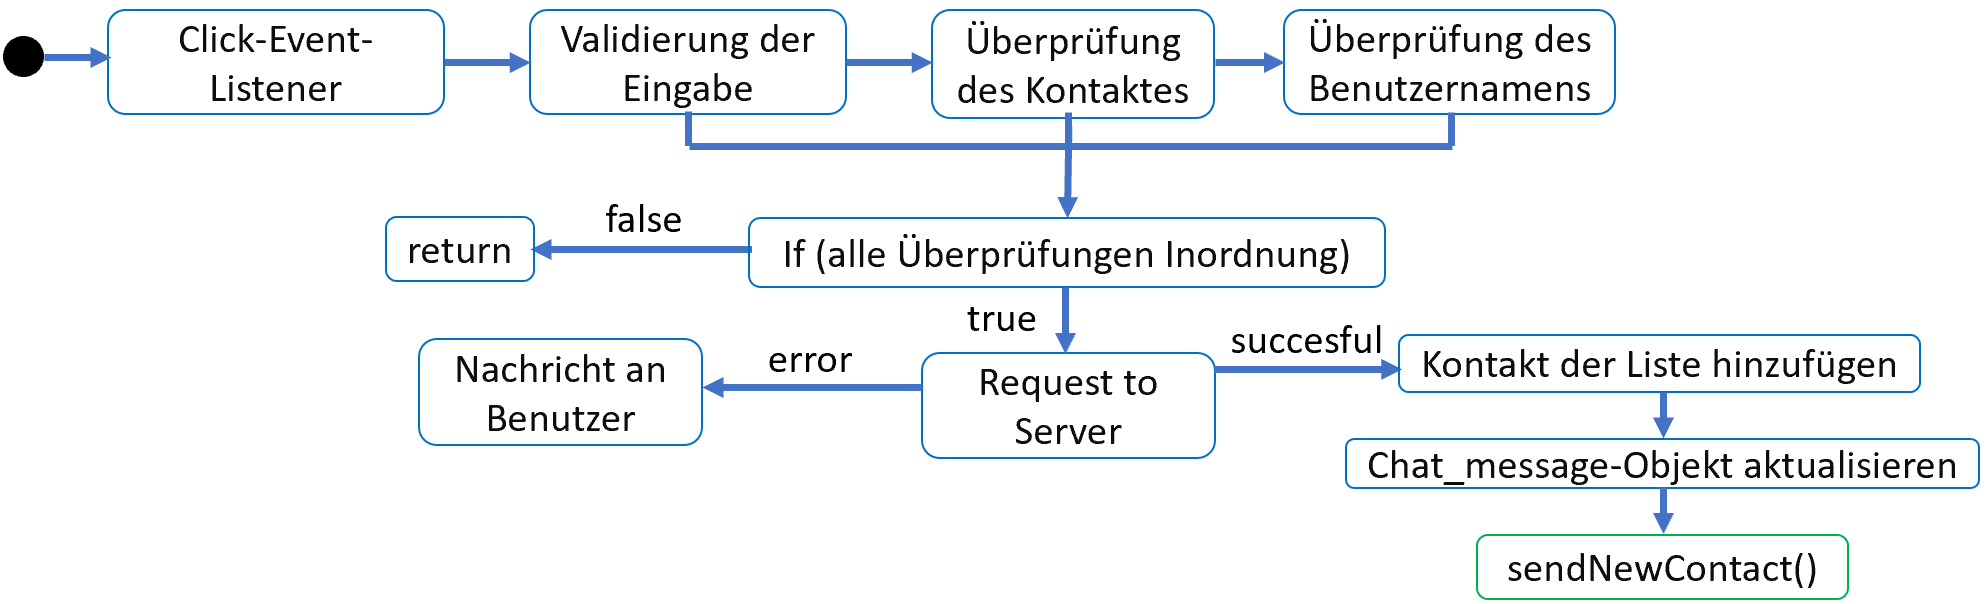 Click-Event-
Listener
Validierung der
Eingabe
Überprüfung
des Kontaktes
Überprüfung des
Benutzernamens
false
return
If (alle Überprüfungen Inordnung)
true
succesful
error
Nachricht an
Benutzer
Request to
Server
Kontakt der Liste hinzufügen
Chat_message-Objekt aktualisieren
sendNewContact()